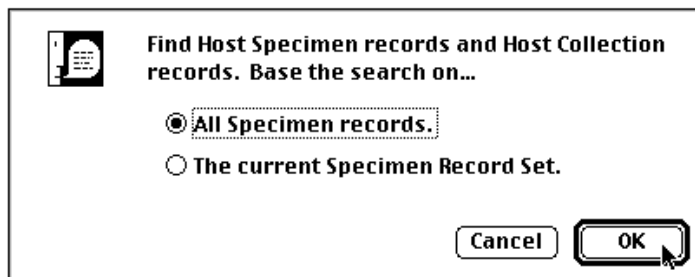 Find Host Specimen records and Host Collection
records. Base the search on...
All Specimen records.
The current Specimen Record Set.
Cancel OK